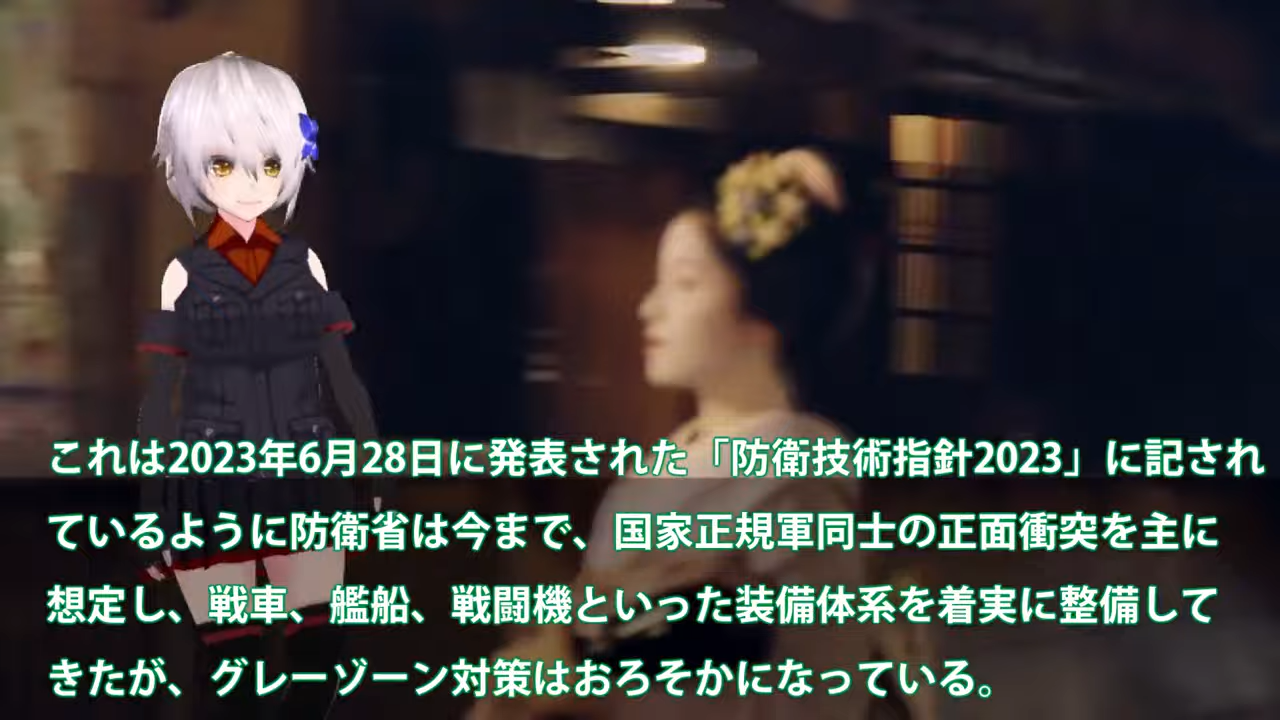 これは2023年6月28日に発表された「防衛技術指針2023」に記され
ているように防衛省は今まで、国家正規軍同士の正面衝突を主に
想定し、戦車、艦船、戦闘機といった装備体系を着実に整備して
きたが、グレーゾーン対策はおろそかになっている。